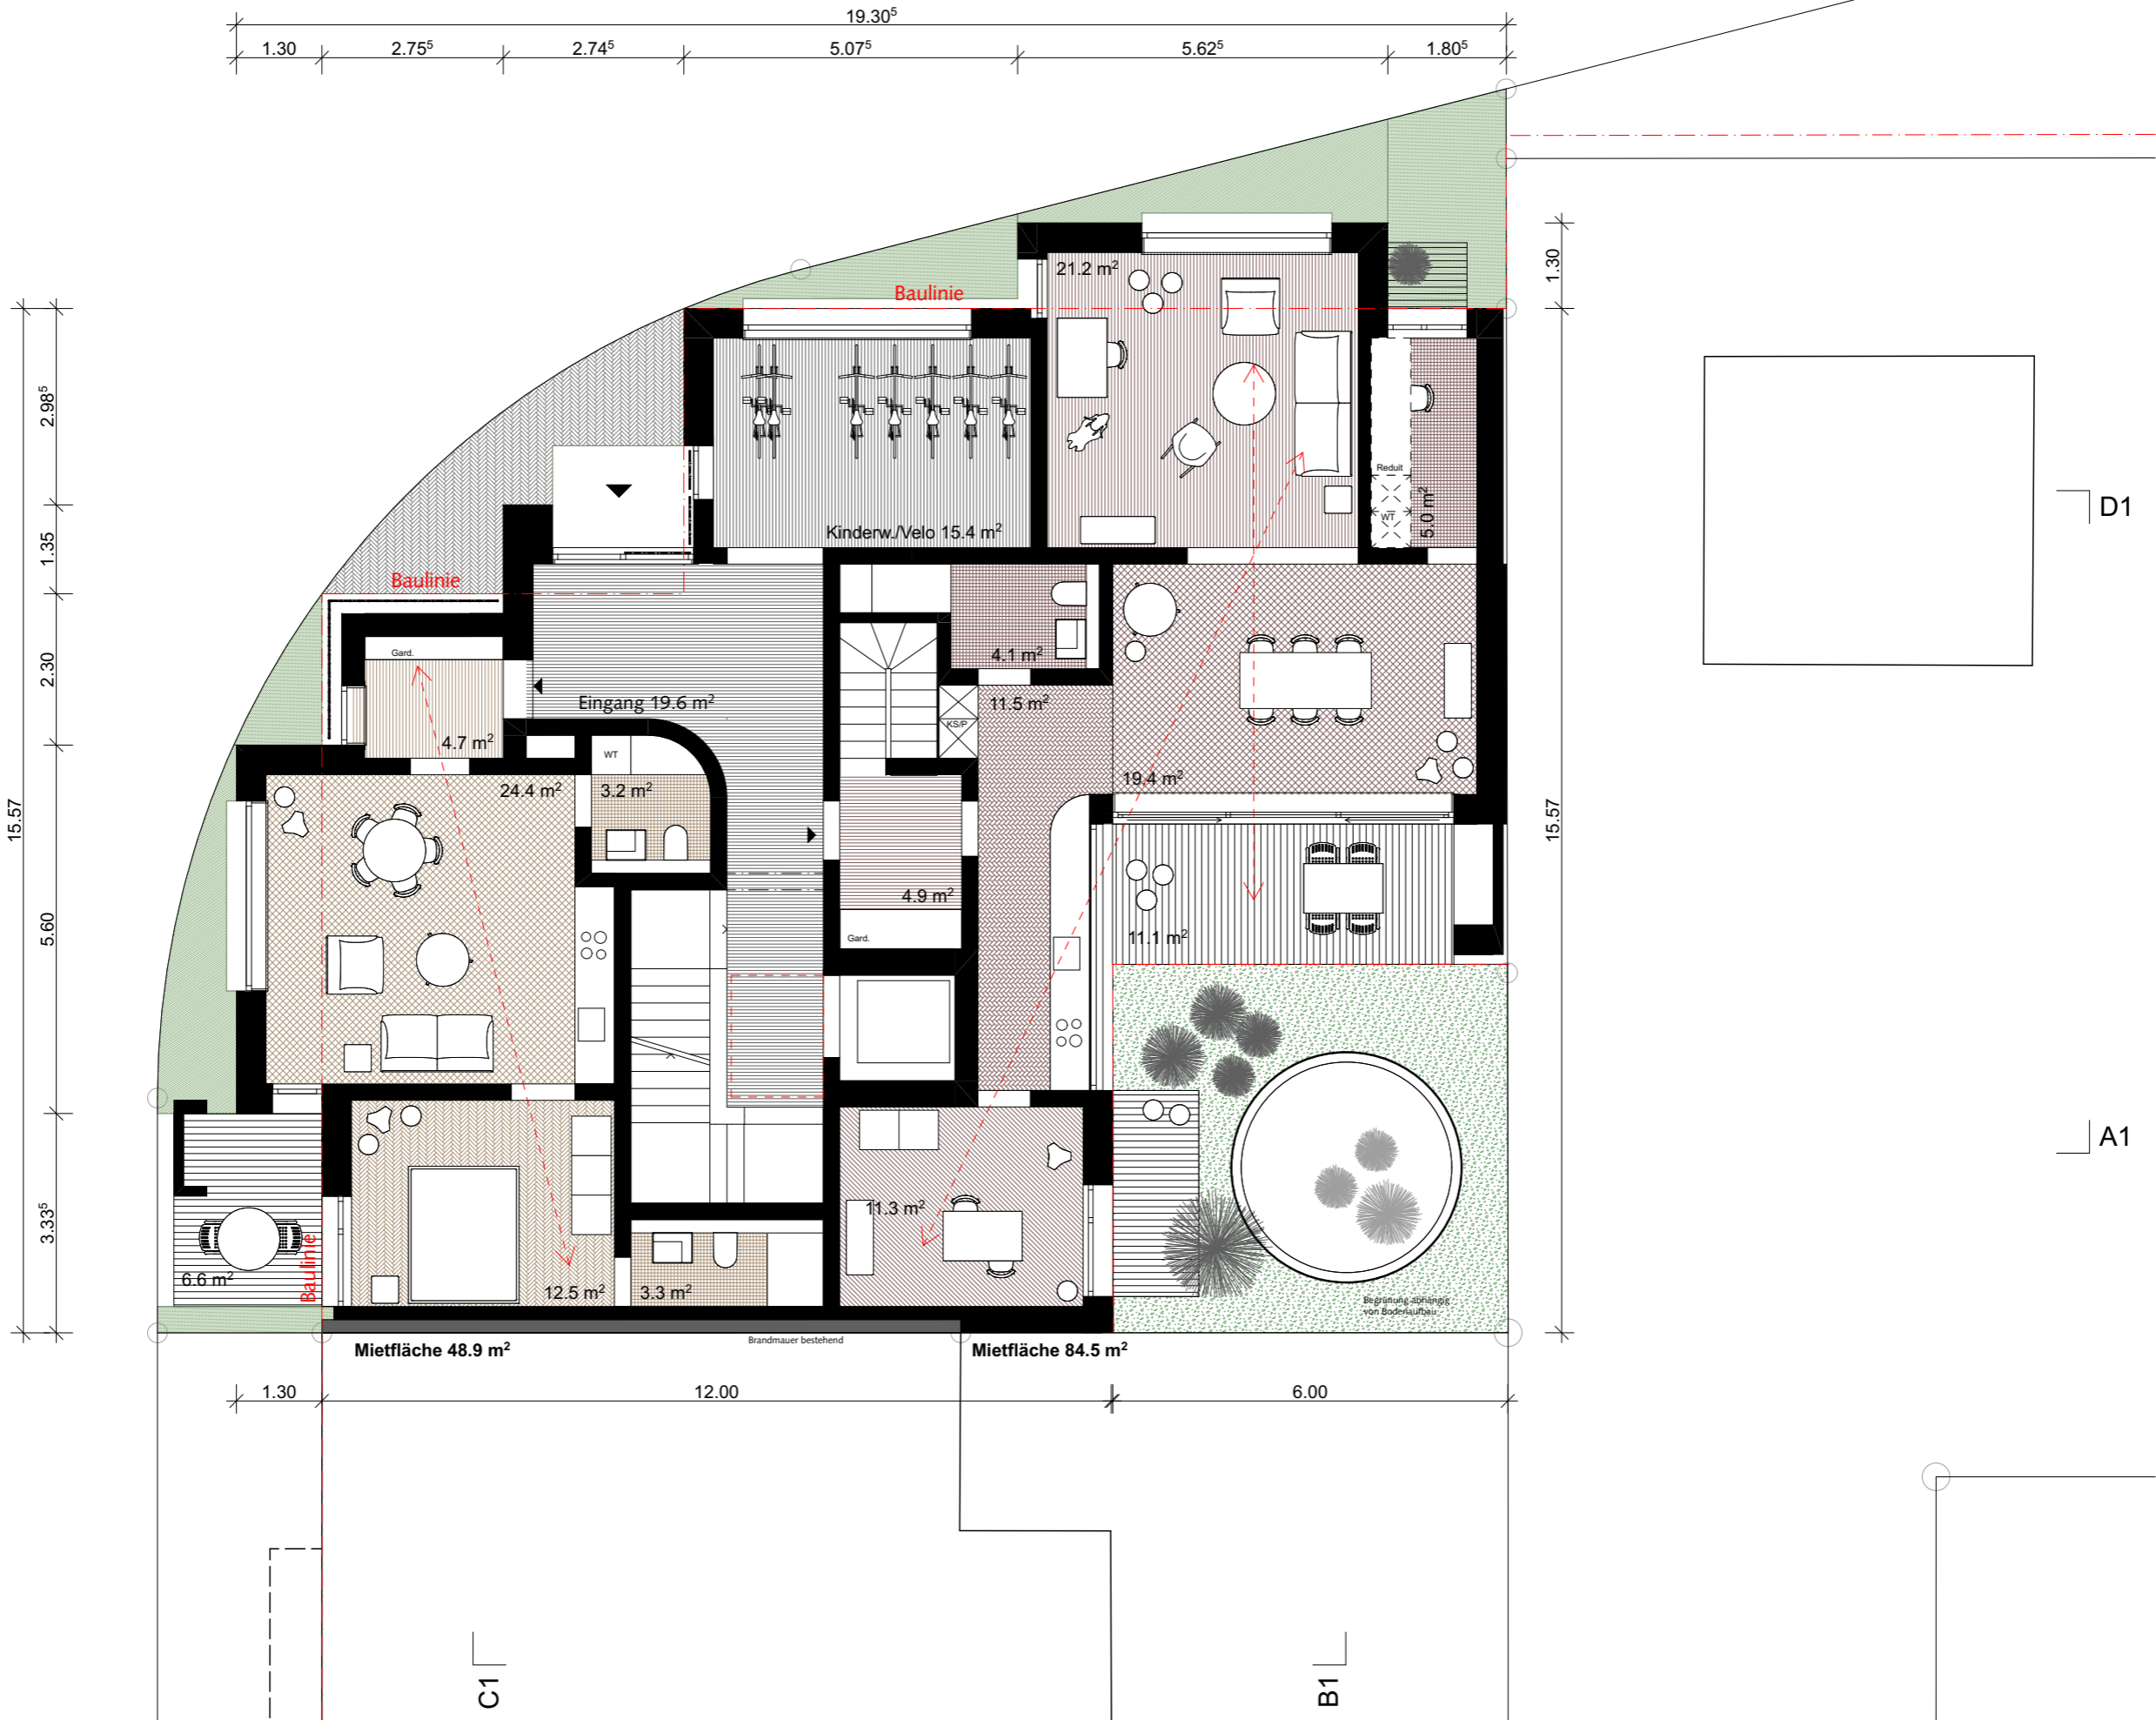 19.30⁵
1.30
2.75⁵
2.74⁵
5.07⁵
5.62⁵
1.80⁵
1.30
21.2 m²
Baulinie
2.98⁵
Reduit
WT
5.0 m²
D1
Kinderw./Velo 15.4 m²
1.35
Baulinie
Gard.
4.1 m²
2.30
Eingang 19.6 m²
11.5 m²
KS/P
4.7 m²
WT
24.4 m²
3.2 m²
19.4 m²
15.57
15.57
4.9 m²
5.60
Gard.
11.1 m²
A1
11.3 m²
3.33⁵
Baulinie
6.6 m²
12.5 m²
3.3 m²
Begrünung abhängig
von Bodenaufbau
Brandmauer bestehend
Mietfläche 48.9 m²
Mietfläche 84.5 m²
1.30
12.00
6.00
C1
B1